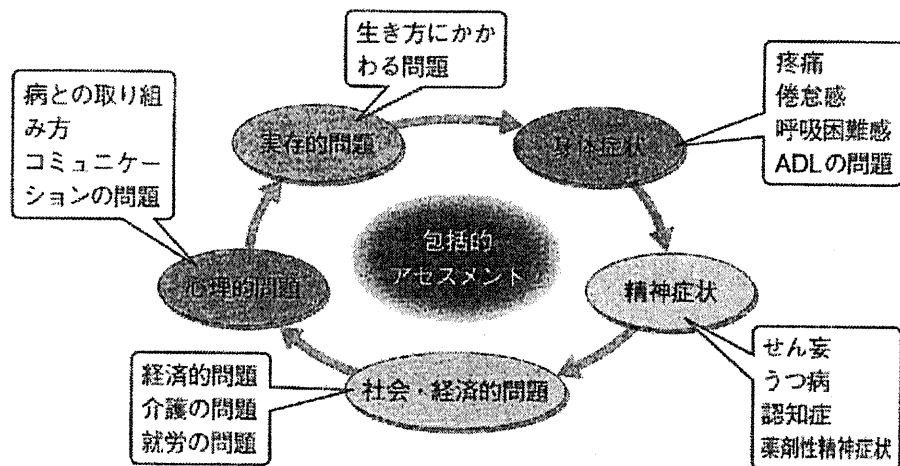 生き方にかか
わる問題
病との取り組
み方
コミュニケー
ションの問題
実存的問題
身体症状
疼痛
倦怠感
呼吸困難感
ADLの問題
包括的
アセスメント
心理的問題
精神症状
せん妄
うつ病
認知症
薬剤性精神症状
社会・経済的問題
経済的問題
介護の問題
就労の問題